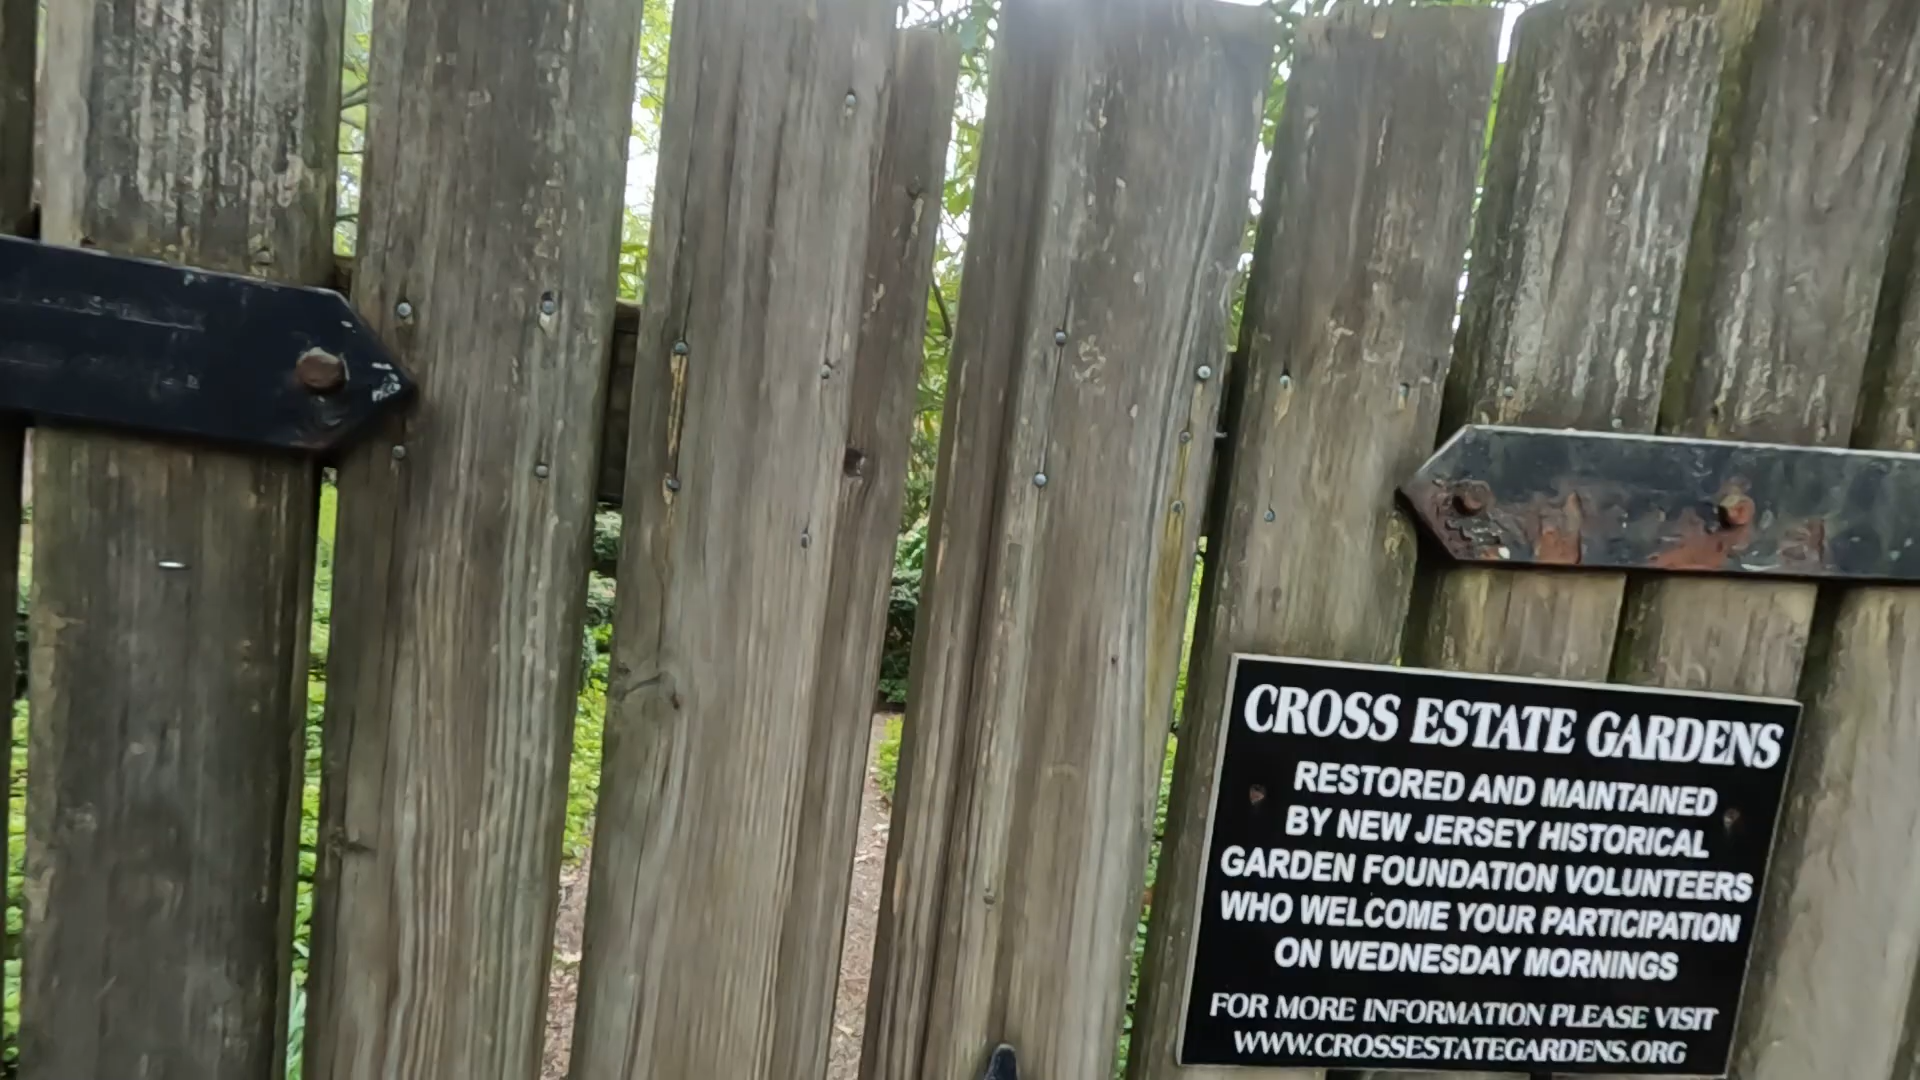 CROSS ESTATE GARDENS
RESTORED AND MAINTAINED
BY NEW JERSEY HISTORICAL
GARDEN FOUNDATION VOLUNTEERS
WHO WELCOME YOUR PARTICIPATION
ON WEDNESDAY MORNINGS
FOR MORE INFORMATION PLEASE VISIT
WWW.CROSSESTATEGARDENS.ORG